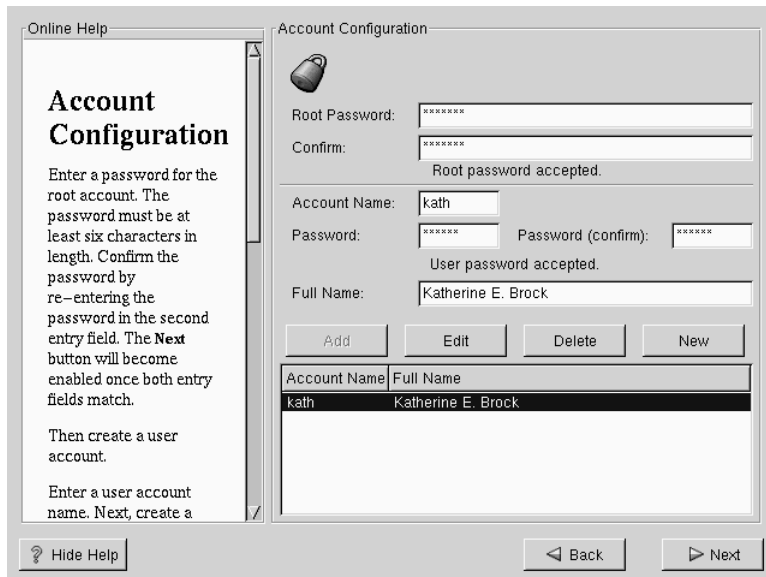 Online Help
Account
Configuration
Enter a password for the
root account. The
password must be at
least six characters in
length. Confirm the
password by
re-entering the
password in the second
entry field. The Next
button will become
enabled once both entry
fields match.
Then create a user
account.
Enter a user account
name. Next, create a
Account Configuration
Root Password: *******
Confirm: *******
Root password accepted.
Account Name: kath
Password: ****** Password (confirm): ******
User password accepted.
Full Name: Katherine E. Brock
Add Edit Delete New
Account Name Full Name
kath Katherine E. Brock
? Hide Help Back Next